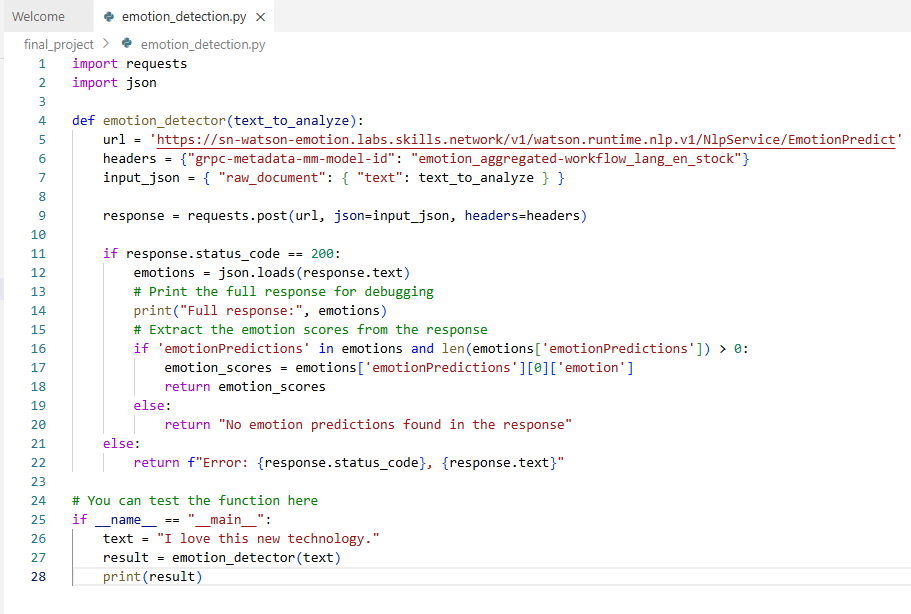 Welcome
emotion_detection.py
final_project > emotion_detection.py
1 import requests
2 import json
3
4 def emotion_detector(text_to_analyze):
5     url = 'https://sn-watson-emotion.labs.skills.network/v1/watson.runtime.nlp.v1/NlpService/EmotionPredict'
6     headers = {"grpc-metadata-mm-model-id": "emotion_aggregated-workflow_lang_en_stock"}
7     input_json = { "raw_document": { "text": text_to_analyze } }
8
9     response = requests.post(url, json=input_json, headers=headers)
10
11     if response.status_code == 200:
12         emotions = json.loads(response.text)
13         # Print the full response for debugging
14         print("Full response:", emotions)
15         # Extract the emotion scores from the response
16         if 'emotionPredictions' in emotions and len(emotions['emotionPredictions']) > 0:
17             emotion_scores = emotions['emotionPredictions'][0]['emotion']
18             return emotion_scores
19         else:
20             return "No emotion predictions found in the response"
21     else:
22         return f"Error: {response.status_code}, {response.text}"
23
24 # You can test the function here
25 if __name__ == "__main__":
26     text = "I love this new technology."
27     result = emotion_detector(text)
28     print(result)